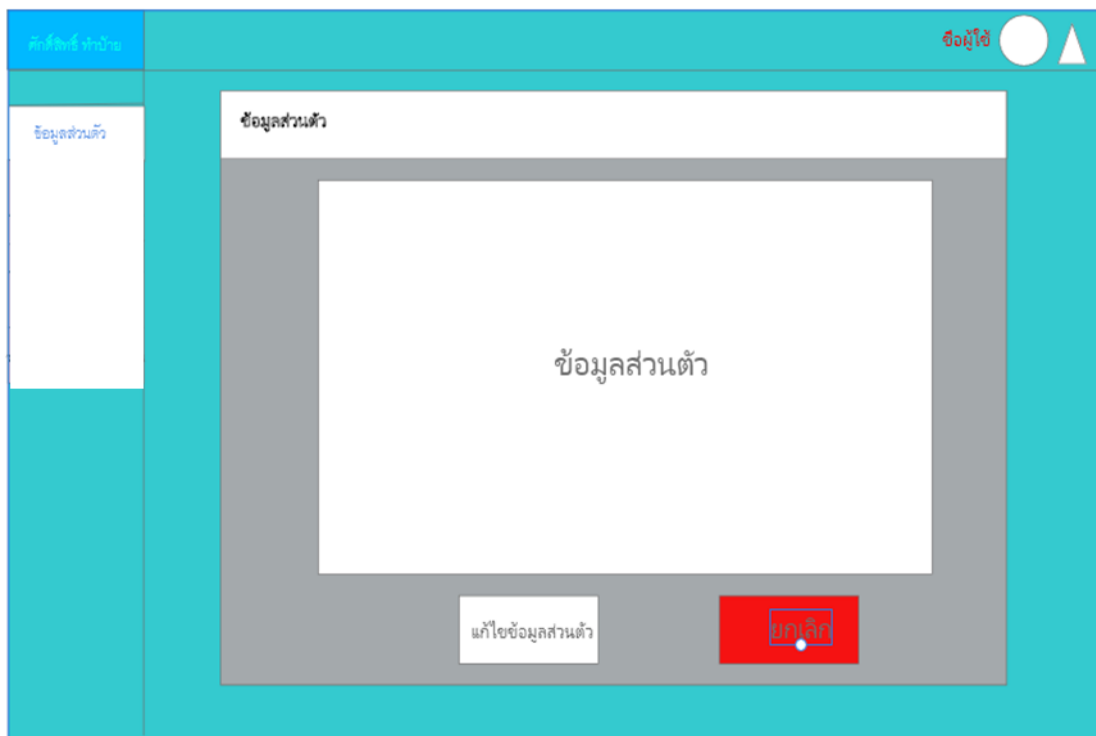 ศักดิ์สิทธิ์ ทำป้าย
ชื่อผู้ใช้
ข้อมูลส่วนตัว
ข้อมูลส่วนตัว
ข้อมูลส่วนตัว
แก้ไขข้อมูลส่วนตัว
ยกเลิก